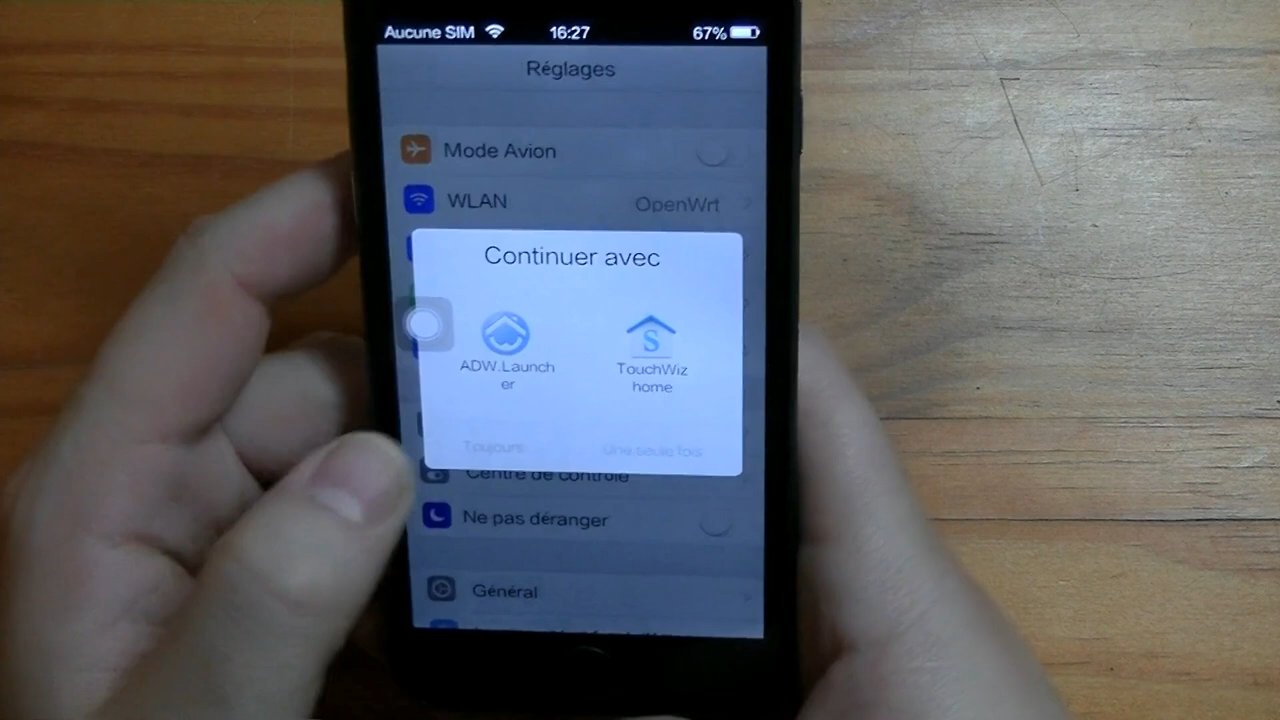 Aucune SIM 16:27 67%
Réglages
Mode Avion
WLAN OpenWrt
Continuer avec
ADW.Launch
er
TouchWiz
home
Toujours Une seule fois
Centre de contrôle
Ne pas déranger
Général